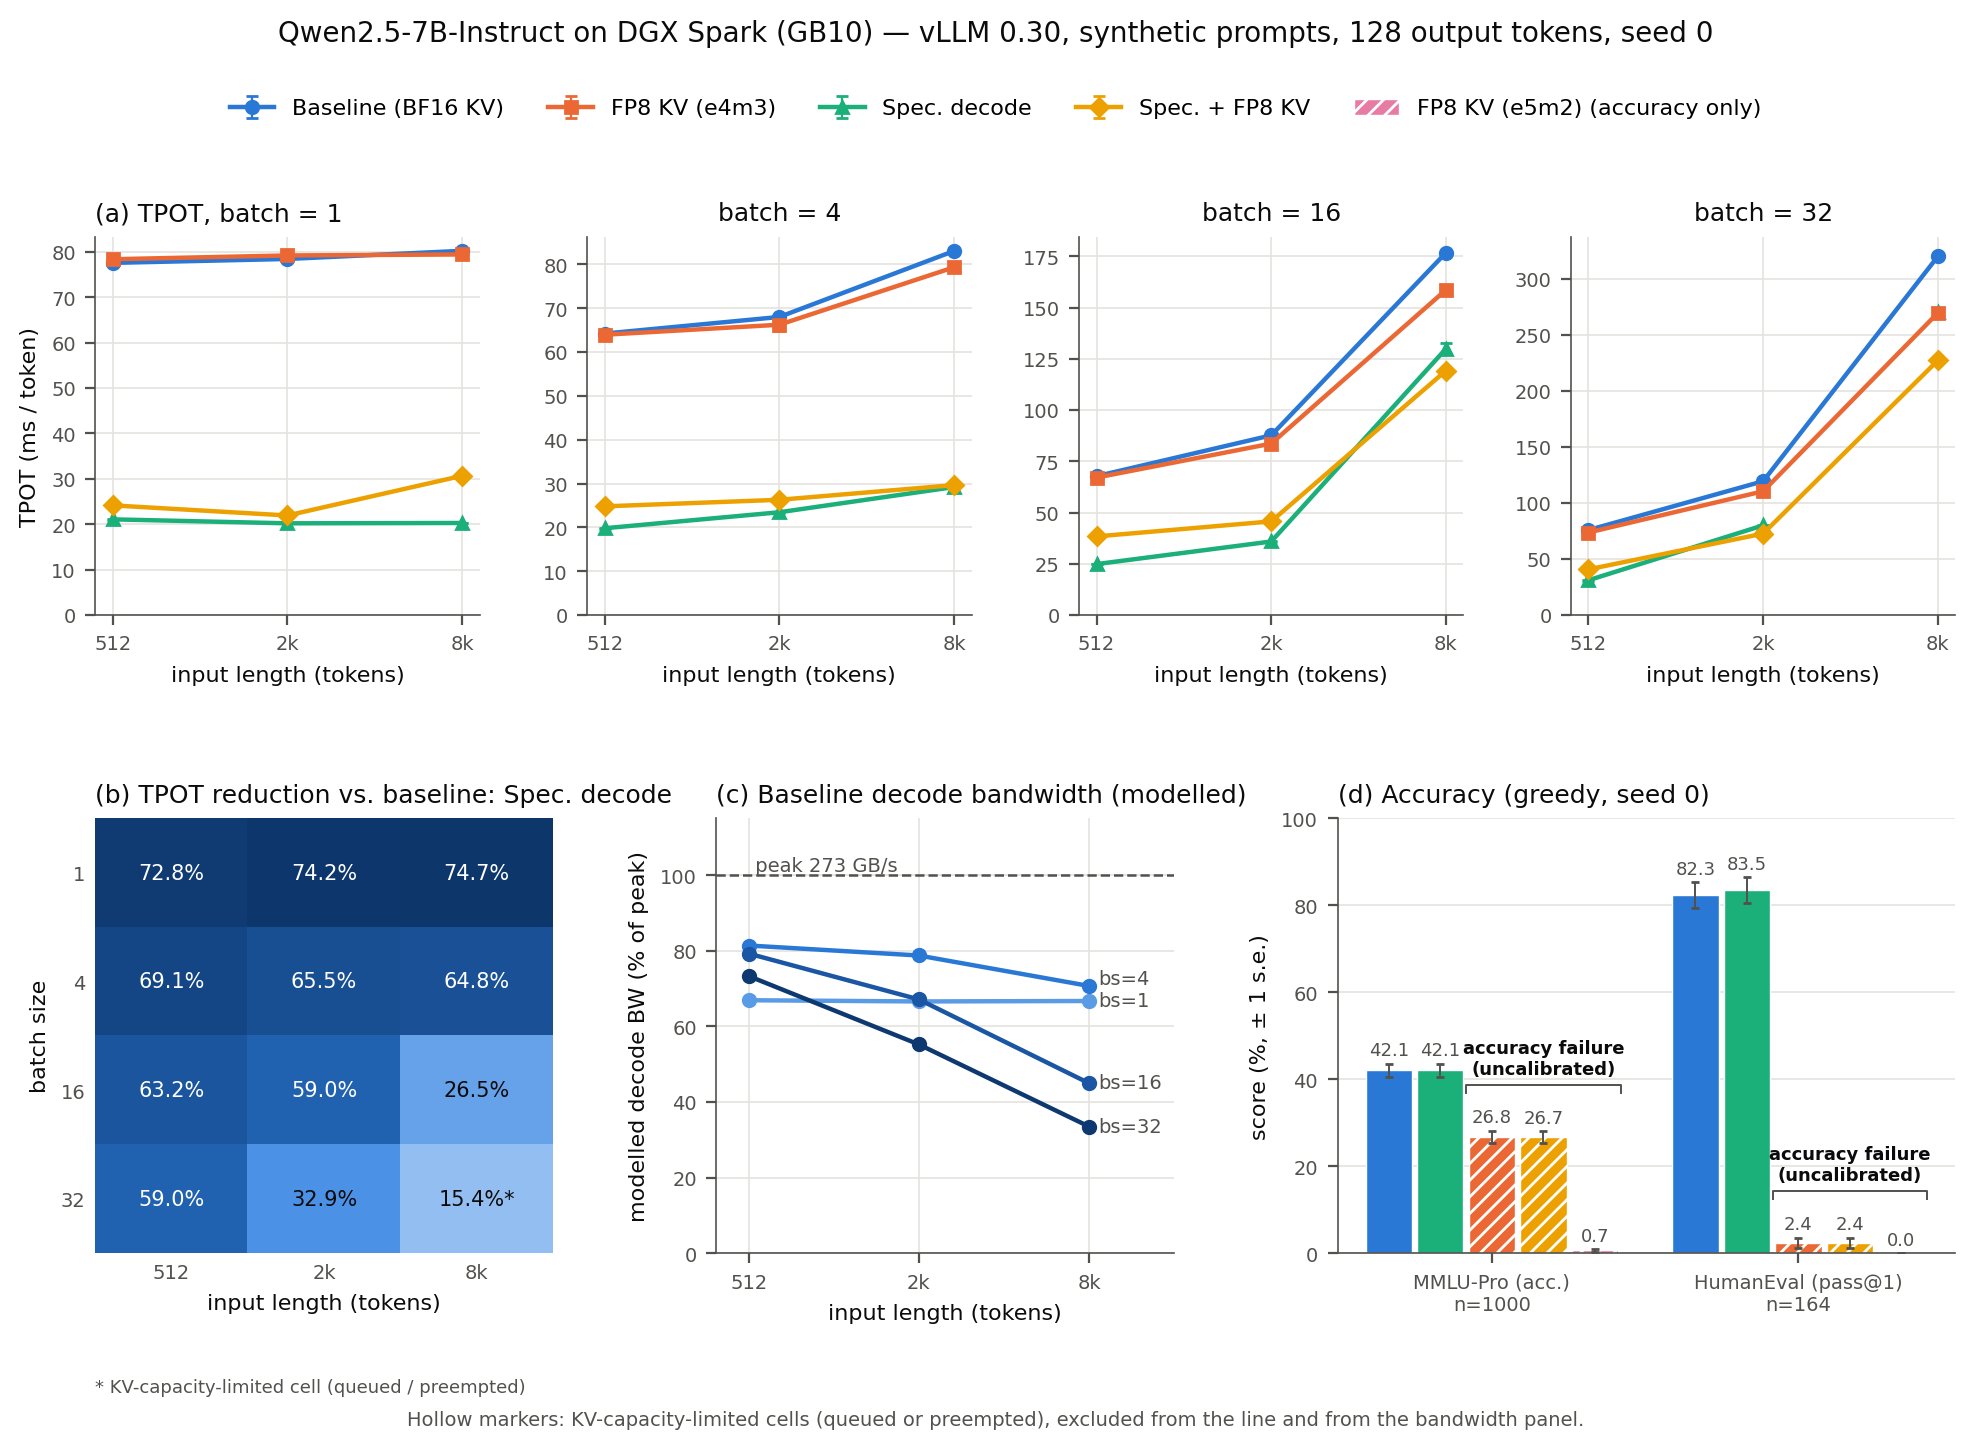 Qwen2.5-7B-Instruct on DGX Spark (GB10) — vLLM 0.30, synthetic prompts, 128 output tokens, seed 0
Baseline (BF16 KV) FP8 KV (e4m3) Spec. decode Spec. + FP8 KV FP8 KV (e5m2) (accuracy only)
(a) TPOT, batch = 1
TPOT (ms / token)
80
70
60
50
40
30
20
10
0
512 2k 8k
input length (tokens)
batch = 4
80
70
60
50
40
30
20
10
0
512 2k 8k
input length (tokens)
batch = 16
175
150
125
100
75
50
25
0
512 2k 8k
input length (tokens)
batch = 32
300
250
200
150
100
50
0
512 2k 8k
input length (tokens)
(b) TPOT reduction vs. baseline: Spec. decode
batch size
1 72.8% 74.2% 74.7%
4 69.1% 65.5% 64.8%
16 63.2% 59.0% 26.5%
32 59.0% 32.9% 15.4%*
512 2k 8k
input length (tokens)
(c) Baseline decode bandwidth (modelled)
modelled decode BW (% of peak)
peak 273 GB/s
100
80
60
40
20
0
bs=4
bs=1
bs=16
bs=32
512 2k 8k
input length (tokens)
(d) Accuracy (greedy, seed 0)
score (%, ± 1 s.e.)
100
80
60
40
20
0
82.3 83.5
42.1 42.1
accuracy failure
(uncalibrated)
26.8 26.7
0.7
accuracy failure
(uncalibrated)
2.4 2.4 0.0
MMLU-Pro (acc.)
n=1000
HumanEval (pass@1)
n=164
* KV-capacity-limited cell (queued / preempted)
Hollow markers: KV-capacity-limited cells (queued or preempted), excluded from the line and from the bandwidth panel.